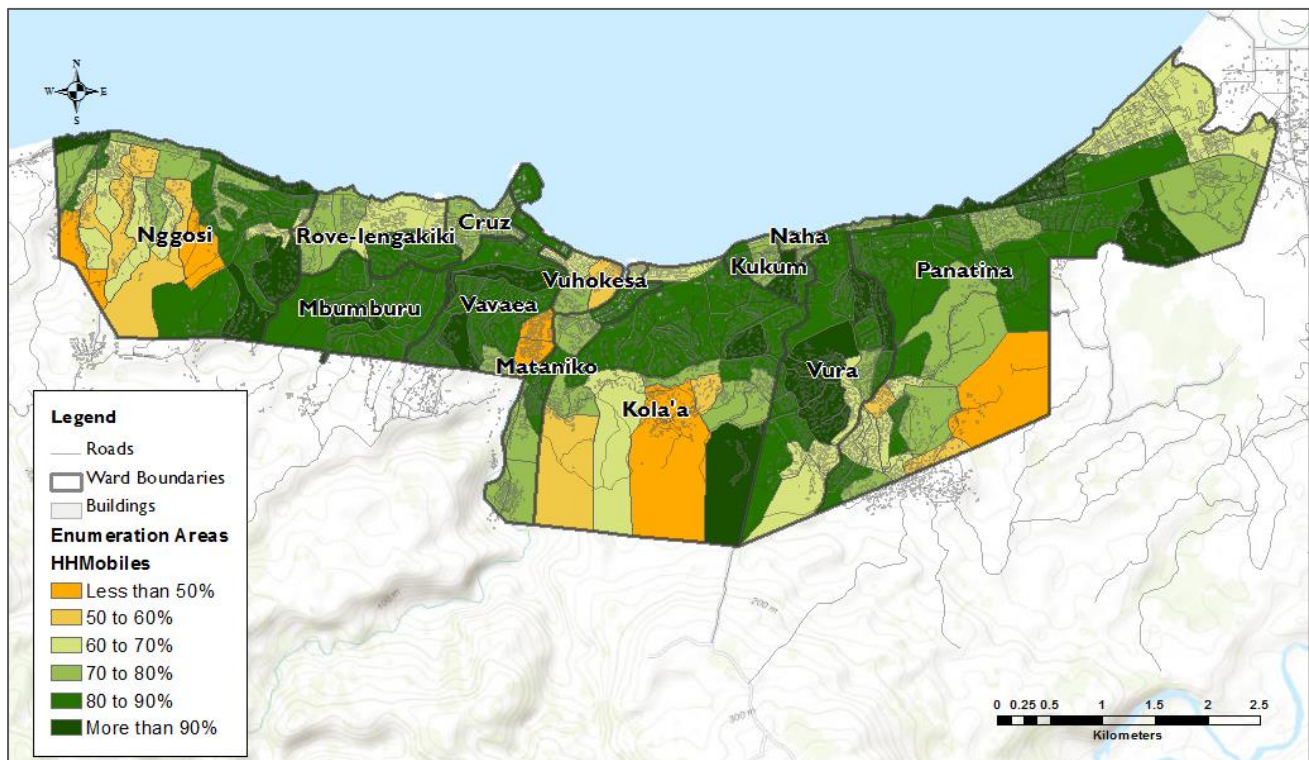 N
W E
S
Nggosi
Rove-lengakiki
Cruz
Mbumburu
Vavaea
Vuhokesa
Mataniko
Kola'a
Naha
Kukum
Vura
Panatina
Legend
Roads
Ward Boundaries
Buildings
Enumeration Areas
HHMobiles
Less than 50%
50 to 60%
60 to 70%
70 to 80%
80 to 90%
More than 90%
200 m
300 m
0 0.25 0.5 1 1.5 2 2.5
Kilometers